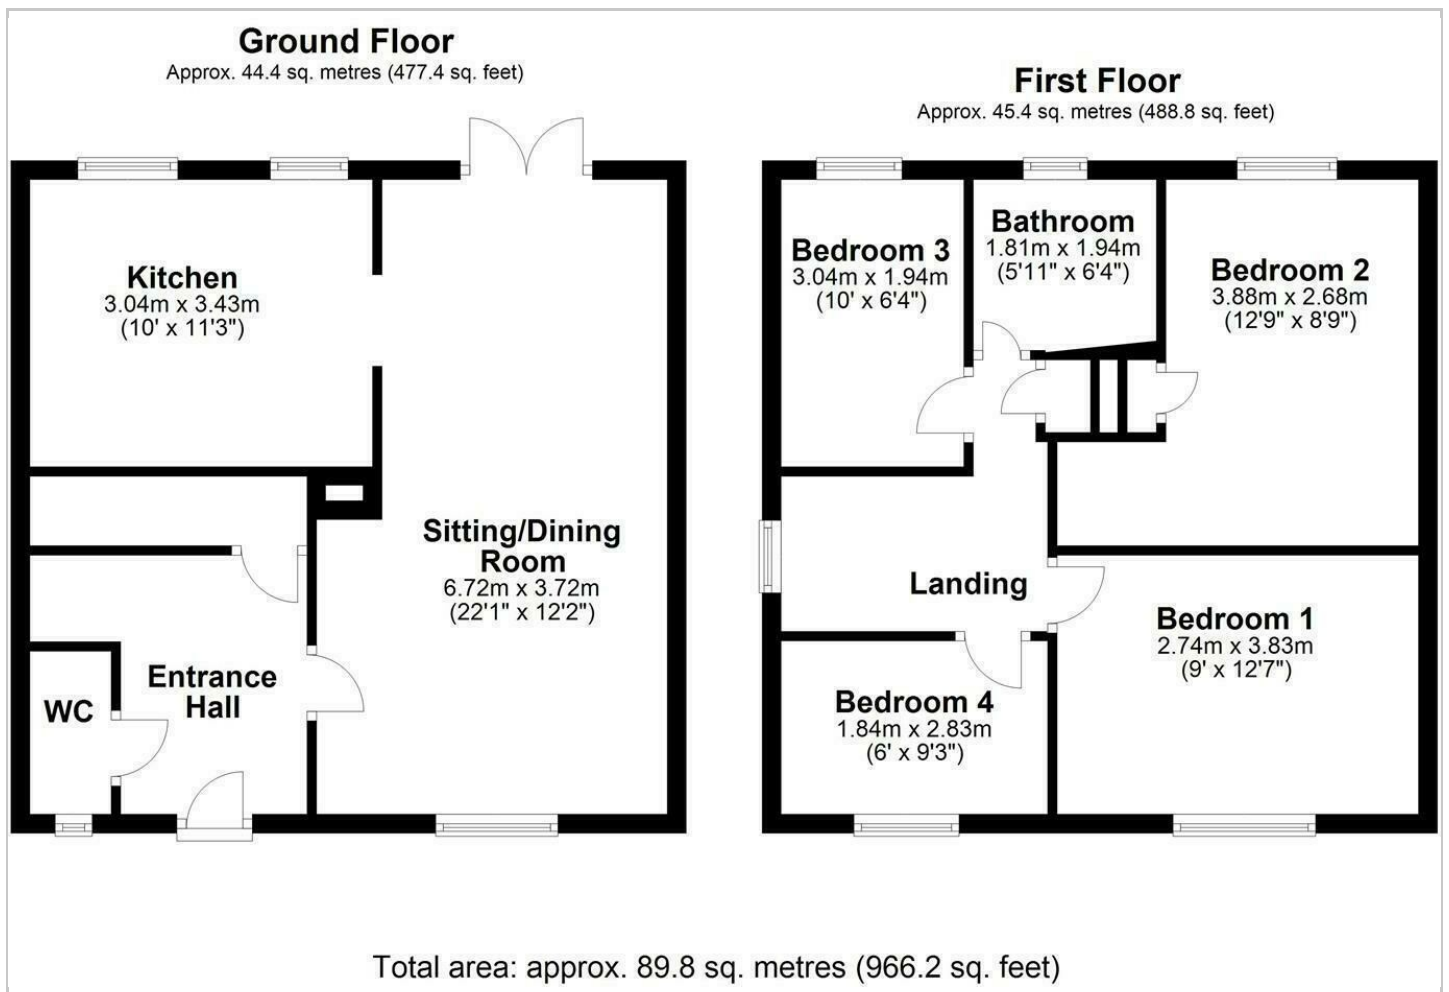 Ground Floor
Approx. 44.4 sq. metres (477.4 sq. feet)
Kitchen
3.04m x 3.43m
(10' x 11'3")
Sitting/Dining
Room
6.72m x 3.72m
(22'1" x 12'2")
Entrance
Hall
WC
First Floor
Approx. 45.4 sq. metres (488.8 sq. feet)
Bedroom 3
3.04m x 1.94m
(10' x 6'4")
Bathroom
1.81m x 1.94m
(5'11" x 6'4")
Bedroom 2
3.88m x 2.68m
(12'9" x 8'9")
Landing
Bedroom 1
2.74m x 3.83m
(9' x 12'7")
Bedroom 4
1.84m x 2.83m
(6' x 9'3")
Total area: approx. 89.8 sq. metres (966.2 sq. feet)